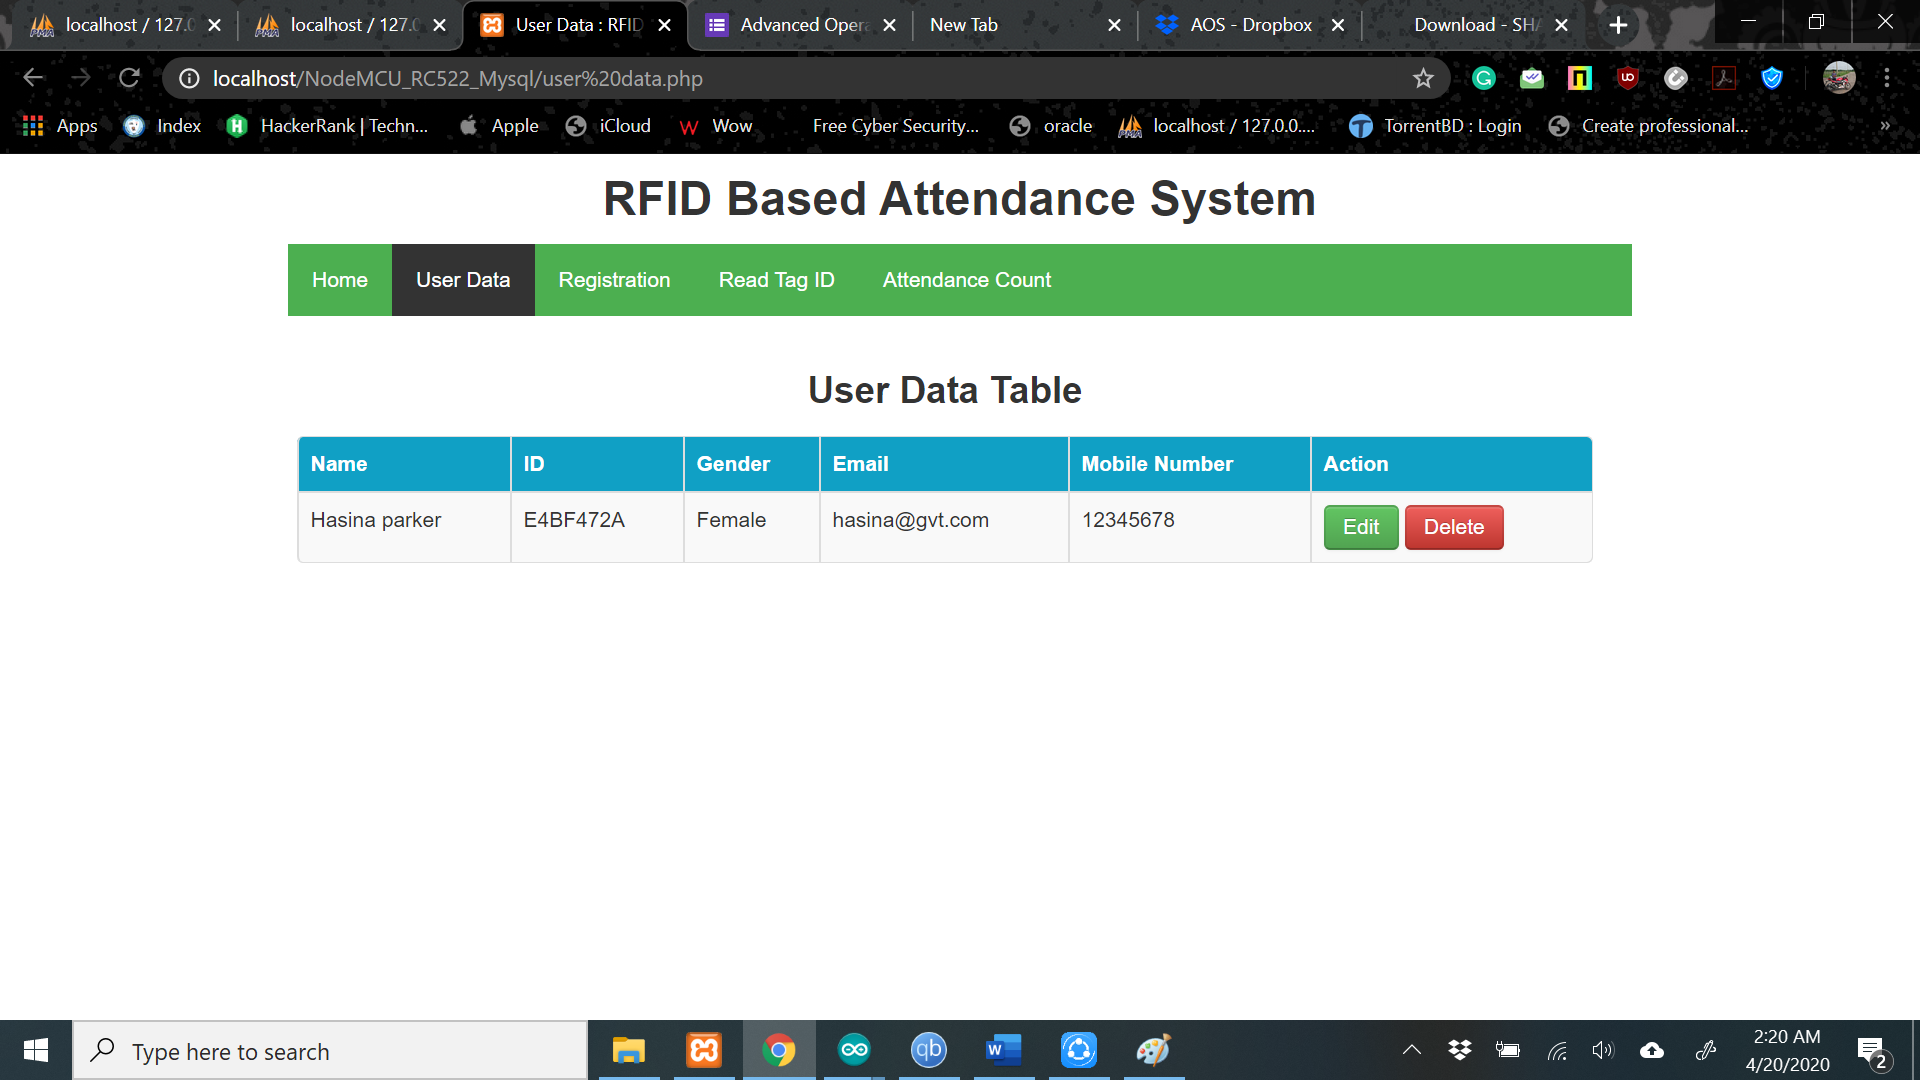 localhost / 127.0
localhost / 127.0
User Data : RFID
Advanced Oper
New Tab
AOS - Dropbox
Download - SHA
localhost/NodeMCU_RC522_Mysql/user%20data.php
Apps
Index
HackerRank | Techn...
Apple
iCloud
Wow
Free Cyber Security...
oracle
localhost / 127.0.0....
TorrentBD : Login
Create professional...
»
RFID Based Attendance System
Home User Data Registration Read Tag ID Attendance Count
User Data Table
Name ID Gender Email Mobile Number Action
Hasina parker E4BF472A Female hasina@gvt.com 12345678 Edit Delete
Type here to search
2:20 AM
4/20/2020
2